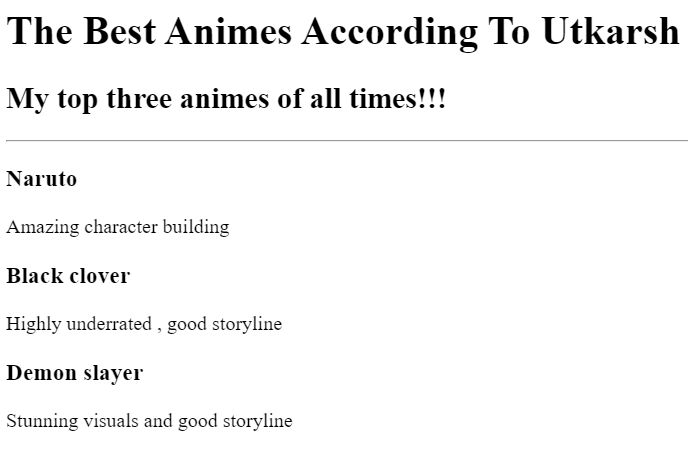 The Best Animes According To Utkarsh
My top three animes of all times!!!
Naruto
Amazing character building
Black clover
Highly underrated , good storyline
Demon slayer
Stunning visuals and good storyline